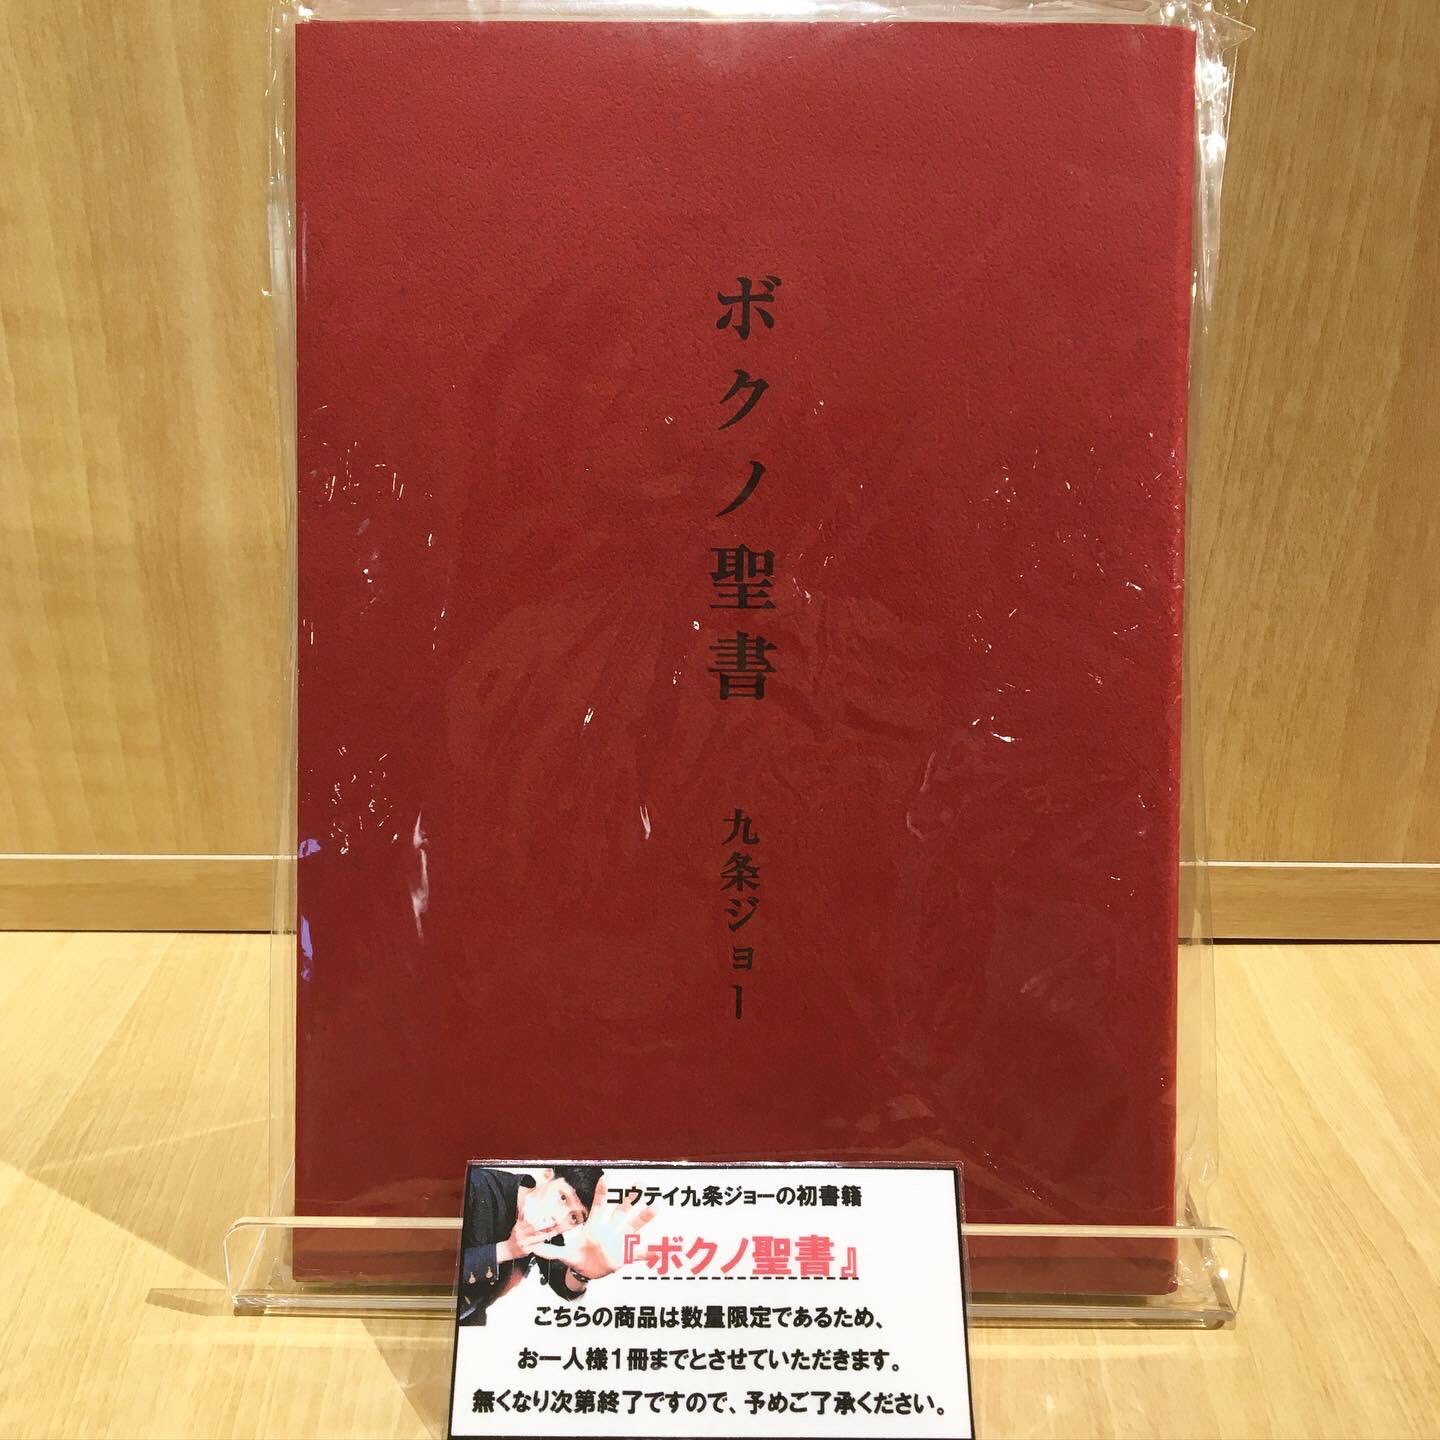 ボクノ聖書
九条ジョー
コウテイ九条ジョーの初書籍
『ボクノ聖書』
こちらの商品は数量限定であるため、
お一人様１冊までとさせていただきます。
無くなり次第終了ですので、予めご了承ください。